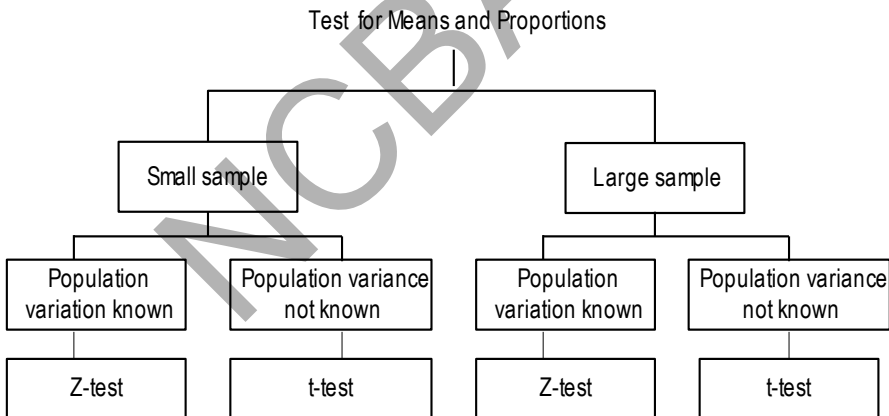 Test for Means and Proportions
Small sample
Large sample
Population
variation known
Population variance
not known
Population
variation known
Population variance
not known
Z-test
t-test
Z-test
t-test
NCBA